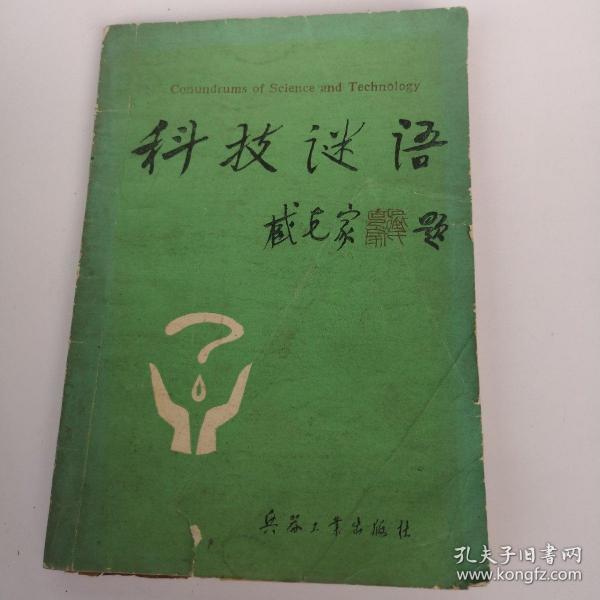 Conundrums of Science and Technology
科技谜语
臧克家 题
兵器工业出版社
孔夫子旧书网
www.kongfz.com